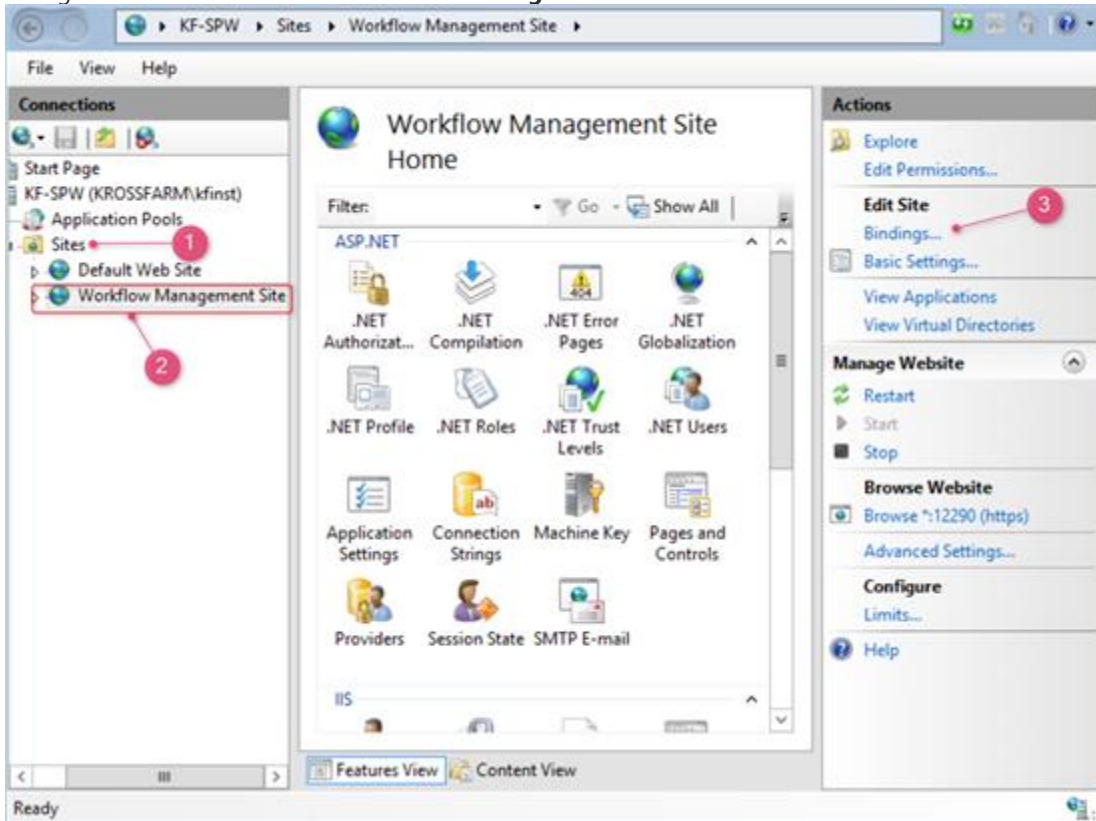 KF-SPW Sites Workflow Management Site
File View Help
Connections
Start Page
KF-SPW (KROSSFARM\kfinst)
Application Pools
Sites
1
Default Web Site
Workflow Management Site
2
Workflow Management Site
Home
Filter: Go Show All
ASP.NET
404
.NET Authorizat...
.NET Compilation
.NET Error Pages
.NET Globalization
.NET Profile
.NET Roles
.NET Trust Levels
.NET Users
ab
Application Settings
Connection Strings
Machine Key
Pages and Controls
Providers
Session State
SMTP E-mail
IIS
Features View Content View
Actions
Explore
Edit Permissions...
Edit Site
3
Bindings...
Basic Settings...
View Applications
View Virtual Directories
Manage Website
Restart
Start
Stop
Browse Website
Browse *:12290 (https)
Advanced Settings...
Configure
Limits...
Help
Ready